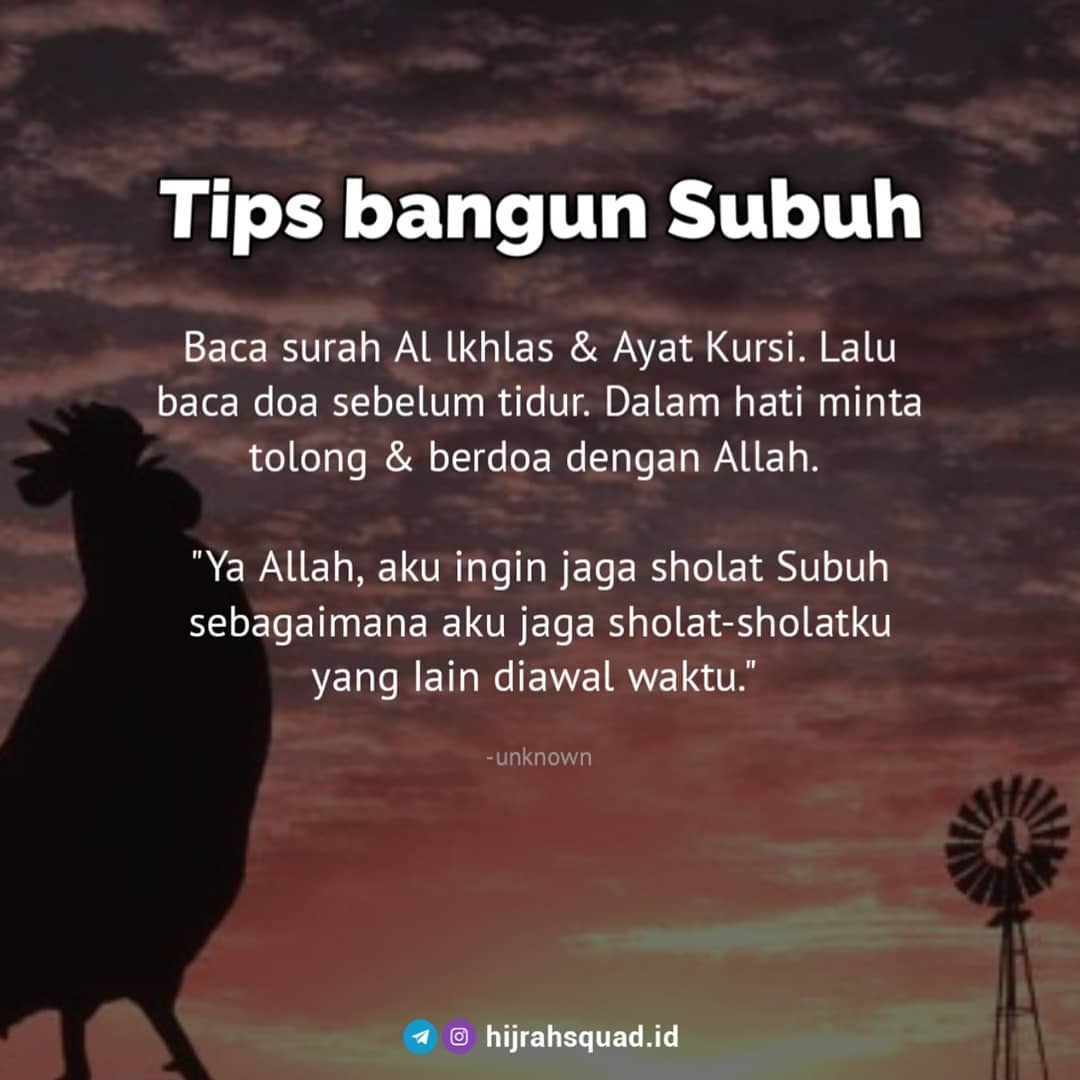 Tips bangun Subuh
Baca surah Al Ikhlas & Ayat Kursi. Lalu
baca doa sebelum tidur. Dalam hati minta
tolong & berdoa dengan Allah.
"Ya Allah, aku ingin jaga sholat Subuh
sebagaimana aku jaga sholat-sholatku
yang lain diawal waktu."
-unknown
hijrahsquad.id